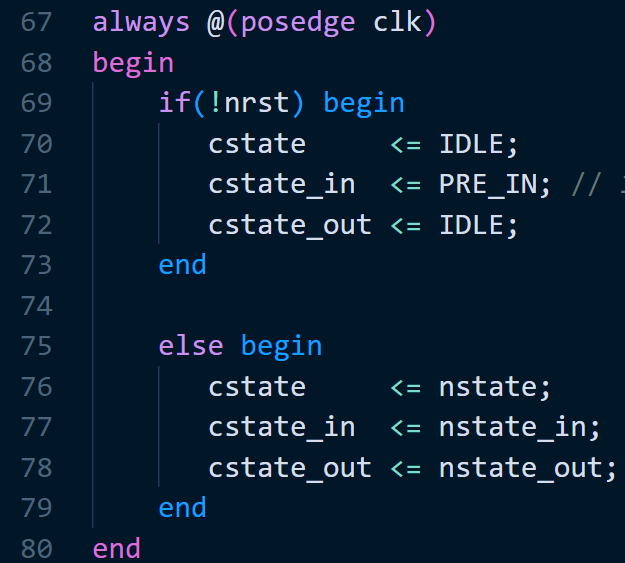 67 always @(posedge clk)
68 begin
69 if(!nrst) begin
70 cstate <= IDLE;
71 cstate_in <= PRE_IN; //
72 cstate_out <= IDLE;
73 end
74
75 else begin
76 cstate <= nstate;
77 cstate_in <= nstate_in;
78 cstate_out <= nstate_out;
79 end
80 end